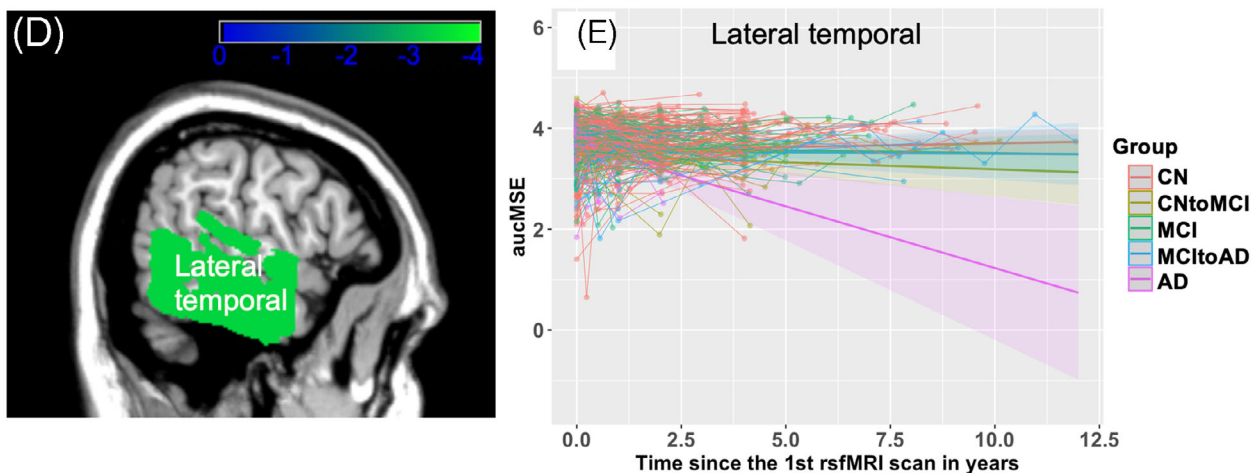 (D)
0 -1 -2 -3 -4
Lateral
temporal
(E)
Lateral temporal
6
4
2
0
aucMSE
0.0 2.5 5.0 7.5 10.0 12.5
Time since the 1st rsfMRI scan in years
Group
CN
CNtoMCI
MCI
MCItoAD
AD